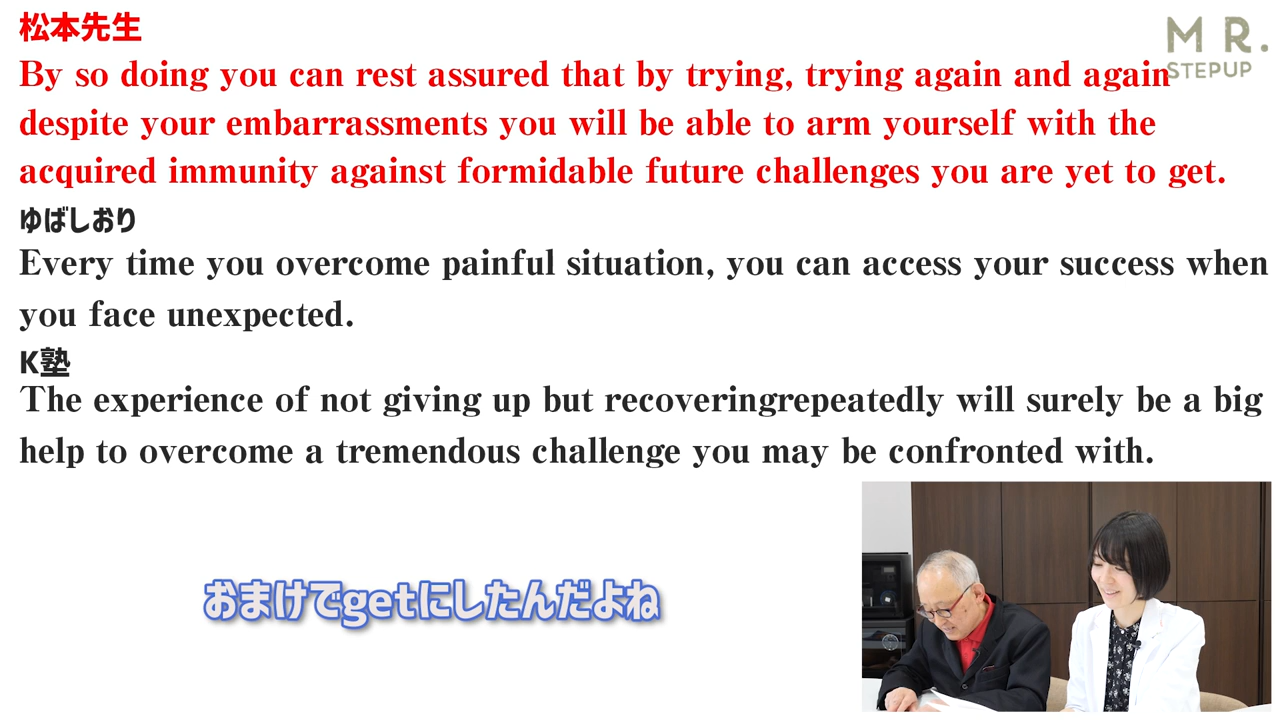 松本先生
MR.
STEPUP
By so doing you can rest assured that by trying, trying again and again
despite your embarrassments you will be able to arm yourself with the
acquired immunity against formidable future challenges you are yet to get.
ゆばしおり
Every time you overcome painful situation, you can access your success when
you face unexpected.
K塾
The experience of not giving up but recoveringrepeatedly will surely be a big
help to overcome a tremendous challenge you may be confronted with.
おまけでgetにしたんだよね